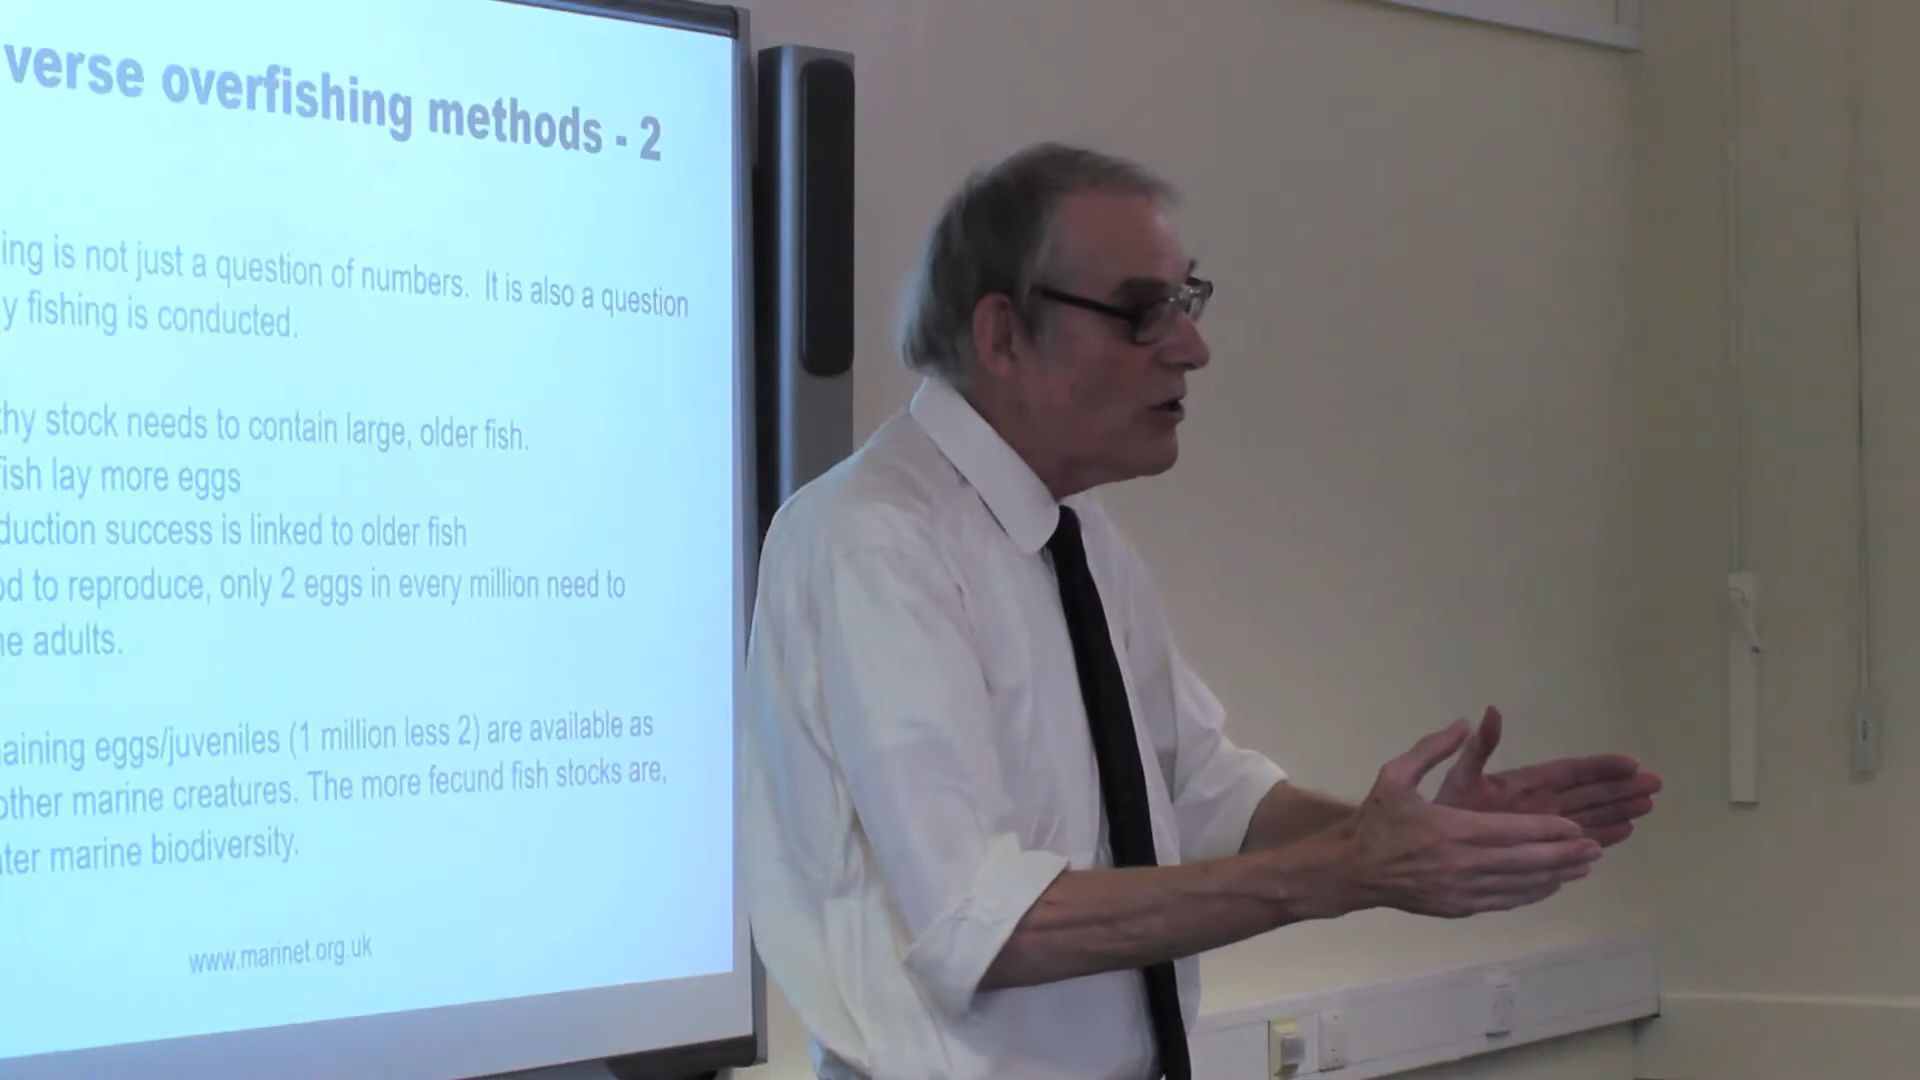 verse overfishing methods - 2
ing is not just a question of numbers. It is also a question
y fishing is conducted.
thy stock needs to contain large, older fish.
fish lay more eggs
duction success is linked to older fish
od to reproduce, only 2 eggs in every million need to
ne adults.
aining eggs/juveniles (1 million less 2) are available as
other marine creatures. The more fecund fish stocks are,
ter marine biodiversity.
www.marinet.org.uk